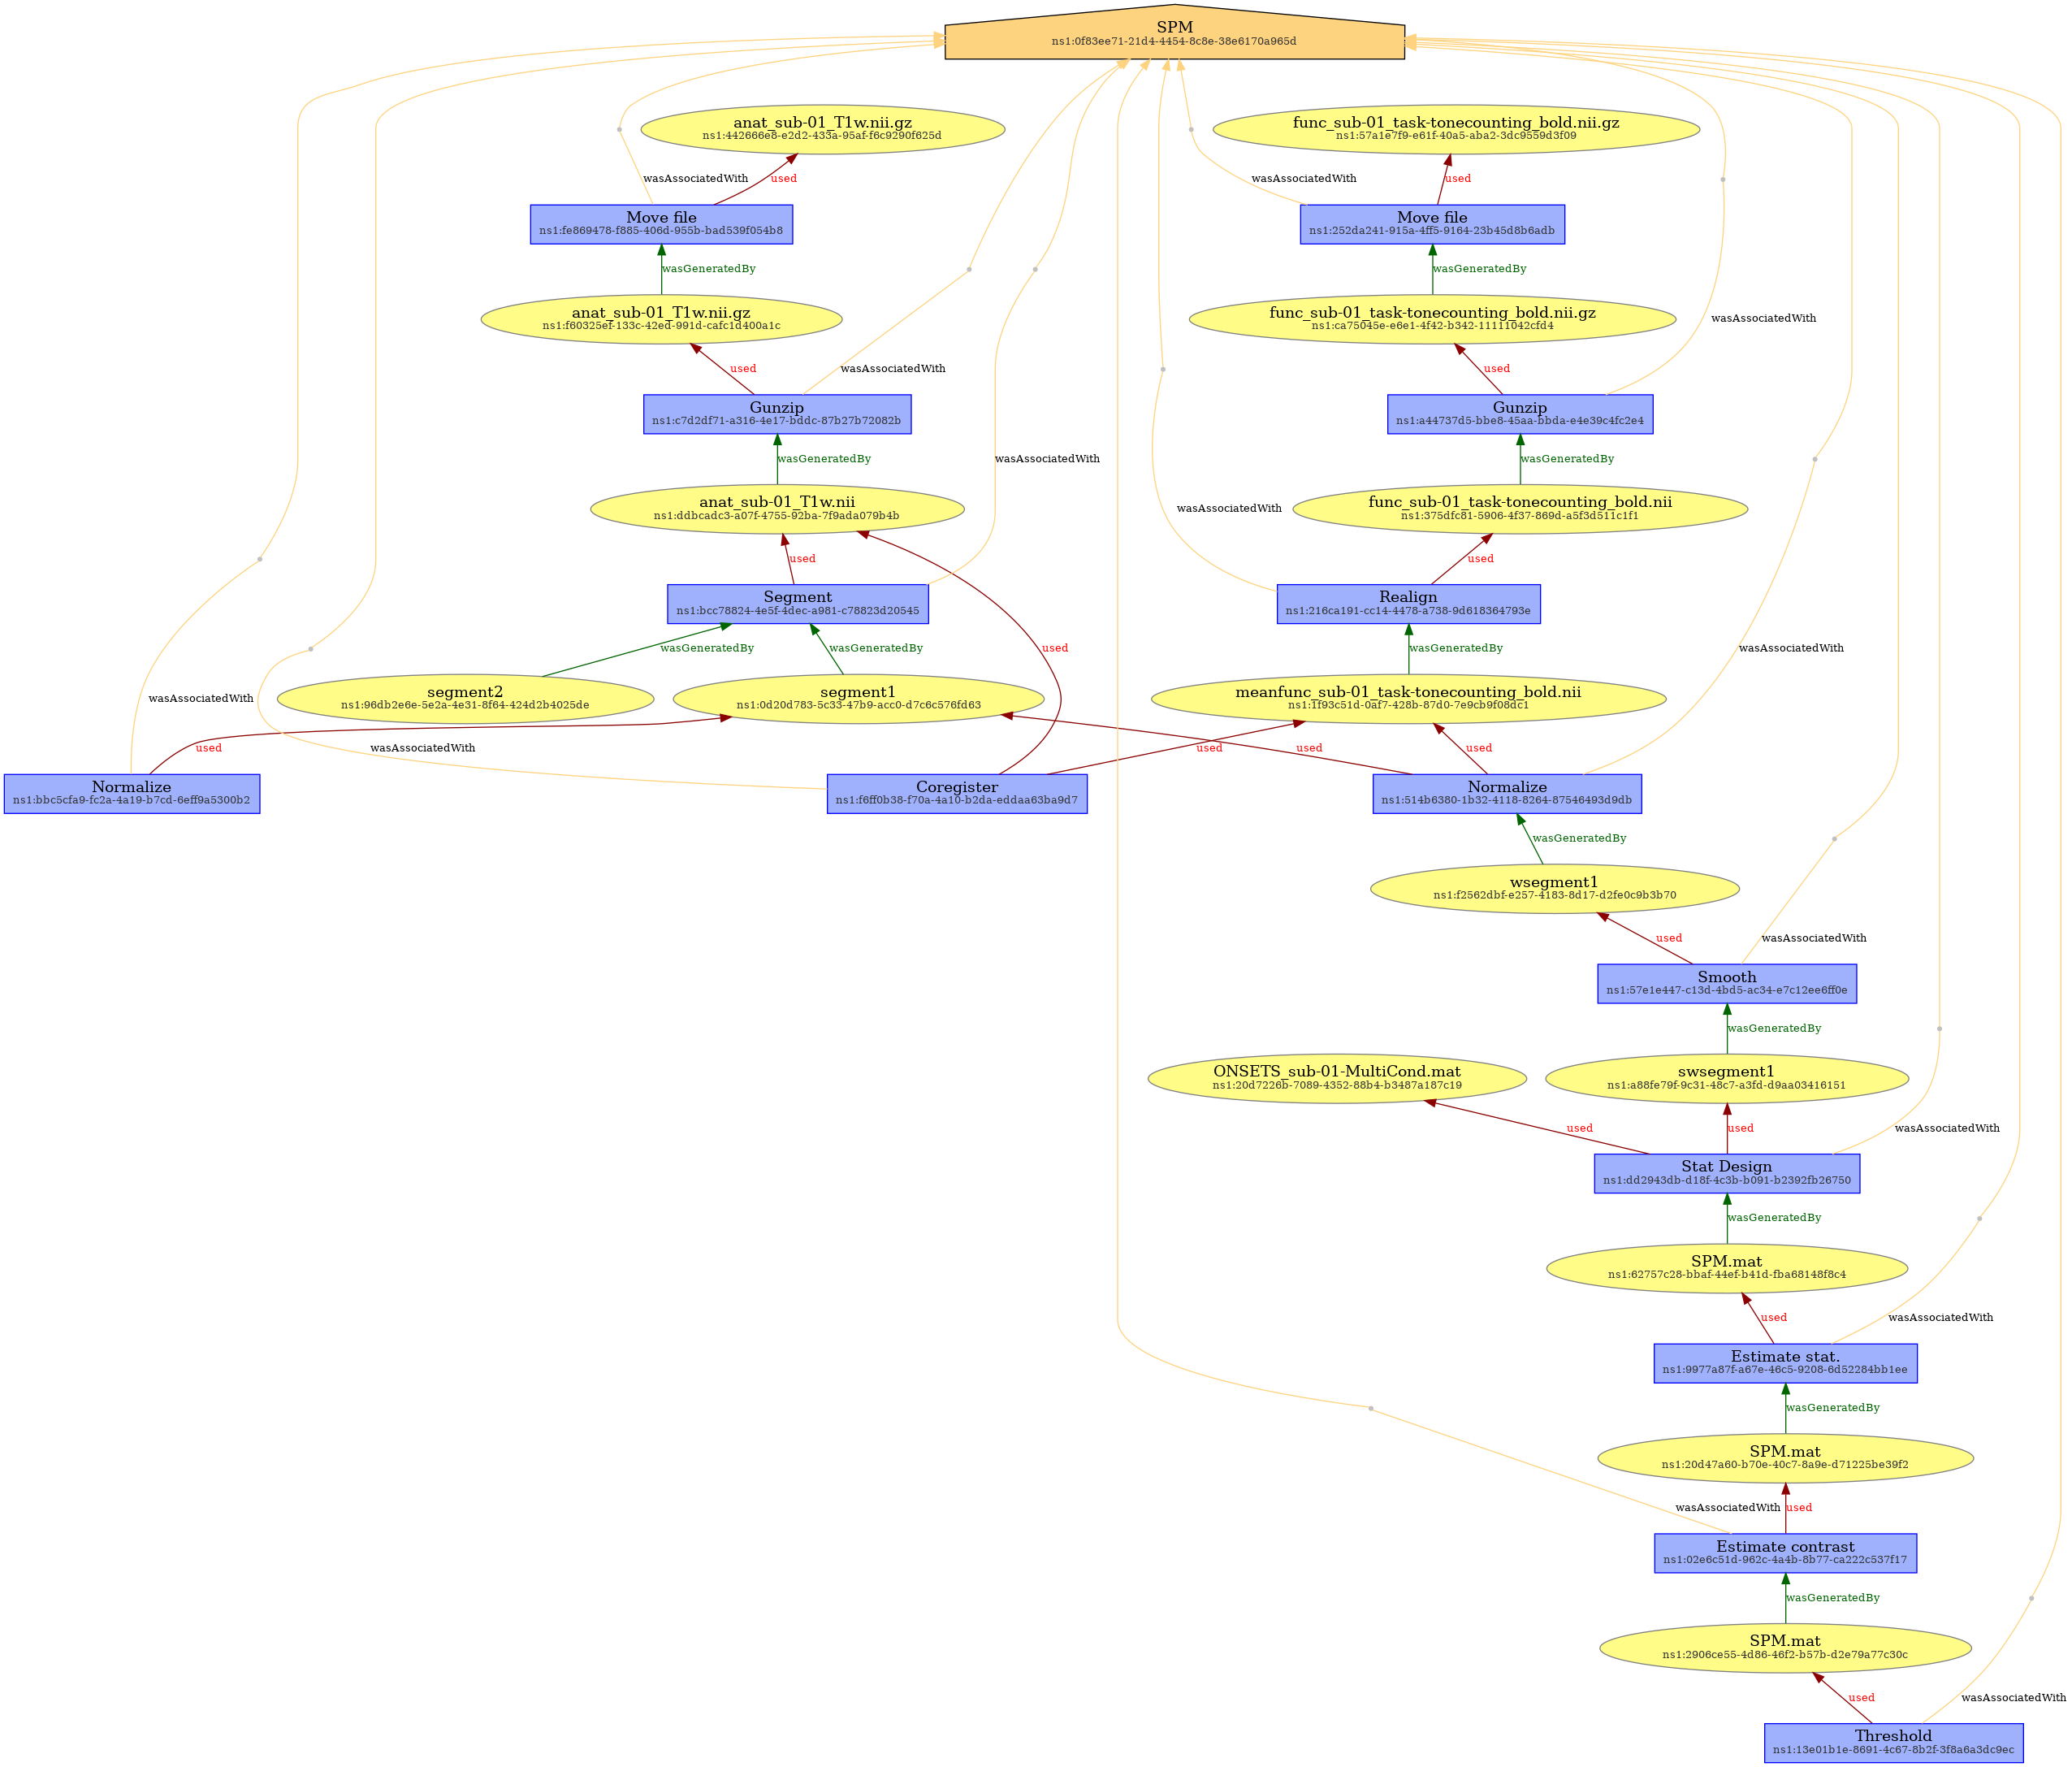 SPM
ns1:0f83ee71-21d4-4454-8c8e-38e6170a965d
anat_sub-01_T1w.nii.gz
ns1:442666e8-e2d2-433a-95af-f6c9290f625d
func_sub-01_task-tonecounting_bold.nii.gz
ns1:57a1e7f9-e61f-40a5-aba2-3dc9559d3f09
wasAssociatedWith
used
wasAssociatedWith
used
Move file
ns1:fe869478-f885-406d-955b-bad539f054b8
Move file
ns1:252da241-915a-4ff5-9164-23b45d8b6adb
wasGeneratedBy
wasGeneratedBy
anat_sub-01_T1w.nii.gz
ns1:f60325ef-133c-42ed-991d-cafc1d400a1c
func_sub-01_task-tonecounting_bold.nii.gz
ns1:ca75045e-e6e1-4f42-b342-11111042cfd4
wasAssociatedWith
used
wasAssociatedWith
used
Gunzip
ns1:c7d2df71-a316-4e17-bddc-87b27b72082b
Gunzip
ns1:a44737d5-bbe8-45aa-bbda-e4e39c4fc2e4
wasGeneratedBy
wasAssociatedWith
wasGeneratedBy
anat_sub-01_T1w.nii
ns1:ddbcadc3-a07f-4755-92ba-7f9ada079b4b
func_sub-01_task-tonecounting_bold.nii
ns1:375dfc81-5906-4f37-869d-a5f3d511c1f1
wasAssociatedWith
used
used
Segment
ns1:bcc78824-4e5f-4dec-a981-c78823d20545
Realign
ns1:216ca191-cc14-4478-a738-9d618364793e
wasGeneratedBy
wasGeneratedBy
used
wasGeneratedBy
wasAssociatedWith
segment2
ns1:96db2e6e-5e2a-4e31-8f64-424d2b4025de
segment1
ns1:0d20d783-5c33-47b9-acc0-d7c6c576fd63
meanfunc_sub-01_task-tonecounting_bold.nii
ns1:1f93c51d-0af7-428b-87d0-7e9cb9f08dc1
wasAssociatedWith
used
wasAssociatedWith
used
used
used
Normalize
ns1:bbc5cfa9-fc2a-4a19-b7cd-6eff9a5300b2
Coregister
ns1:f6ff0b38-f70a-4a10-b2da-eddaa63ba9d7
Normalize
ns1:514b6380-1b32-4118-8264-87546493d9db
wasGeneratedBy
wsegment1
ns1:f2562dbf-e257-4183-8d17-d2fe0c9b3b70
used
wasAssociatedWith
Smooth
ns1:57e1e447-c13d-4bd5-ac34-e7c12ee6ff0e
wasGeneratedBy
ONSETS_sub-01-MultiCond.mat
ns1:20d7226b-7089-4352-88b4-b3487a187c19
swsegment1
ns1:a88fe79f-9c31-48c7-a3fd-d9aa03416151
used
used
wasAssociatedWith
Stat Design
ns1:dd2943db-d18f-4c3b-b091-b2392fb26750
wasGeneratedBy
SPM.mat
ns1:62757c28-bbaf-44ef-b41d-fba68148f8c4
used
wasAssociatedWith
Estimate stat.
ns1:9977a87f-a67e-46c5-9208-6d52284bb1ee
wasGeneratedBy
SPM.mat
ns1:20d47a60-b70e-40c7-8a9e-d71225be39f2
wasAssociatedWith
used
Estimate contrast
ns1:02e6c51d-962c-4a4b-8b77-ca222c537f17
wasGeneratedBy
SPM.mat
ns1:2906ce55-4d86-46f2-b57b-d2e79a77c30c
used
wasAssociatedWith
Threshold
ns1:13e01b1e-8691-4c67-8b2f-3f8a6a3dc9ec